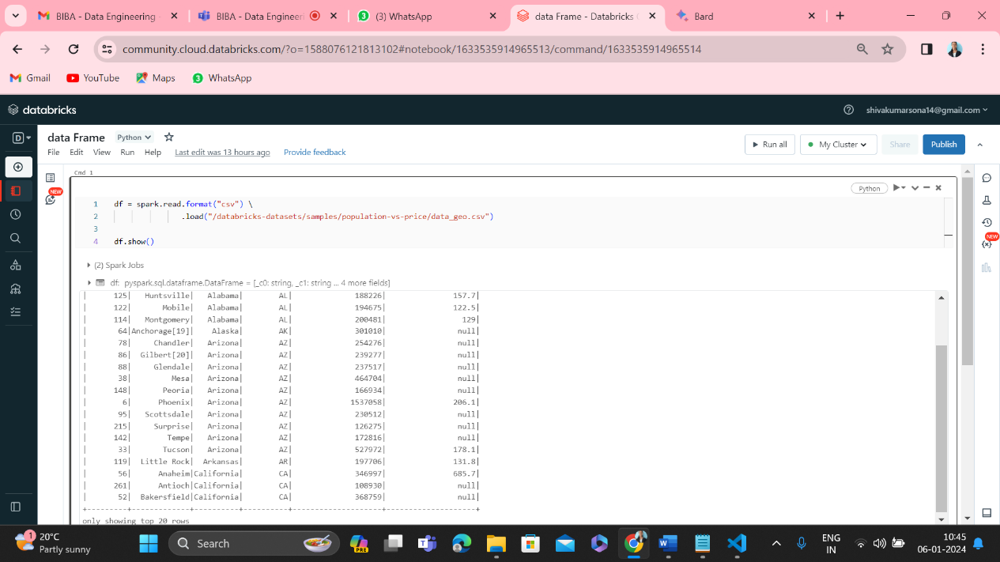 BIBA - Data Engineering -
BIBA - Data Engineeri
(3) WhatsApp
data Frame - Databricks C
Bard
community.cloud.databricks.com/?o=1588076121813102#notebook/1633535914965513/command/1633535914965514
Gmail
YouTube
Maps
WhatsApp
databricks
shivakumarsona14@gmail.com
D
data Frame
Python
File Edit View Run Help Last edit was 13 hours ago Provide feedback
Run all
My Cluster
Share
Publish
NEW
NEW
Cmd 1
Python
1 df = spark.read.format("csv") \
2 .load("/databricks-datasets/samples/population-vs-price/data_geo.csv")
3
4 df.show()
(2) Spark Jobs
df: pyspark.sql.dataframe.DataFrame = [_c0: string, _c1: string ... 4 more fields]
| 125| Huntsville| Alabama| AL| 188226| 157.7|
| 122| Mobile| Alabama| AL| 194675| 122.5|
| 114| Montgomery| Alabama| AL| 200481| 129|
| 64|Anchorage[19]| Alaska| AK| 301010| null|
| 78| Chandler| Arizona| AZ| 254276| null|
| 86| Gilbert[20]| Arizona| AZ| 239277| null|
| 88| Glendale| Arizona| AZ| 237517| null|
| 38| Mesa| Arizona| AZ| 464704| null|
| 148| Peoria| Arizona| AZ| 166934| null|
| 6| Phoenix| Arizona| AZ| 1537058| 206.1|
| 95| Scottsdale| Arizona| AZ| 230512| null|
| 215| Surprise| Arizona| AZ| 126275| null|
| 142| Tempe| Arizona| AZ| 172816| null|
| 33| Tucson| Arizona| AZ| 527972| 178.1|
| 119| Little Rock| Arkansas| AR| 197706| 131.8|
| 56| Anaheim|California| CA| 346997| 685.7|
| 261| Antioch|California| CA| 108930| null|
| 52| Bakersfield|California| CA| 368759| null|
+---------+-------------+----------+----------+--------------------+--------------------+
only showing top 20 rows
1
20°C
Partly sunny
Search
PRE
ENG
IN
10:45
06-01-2024